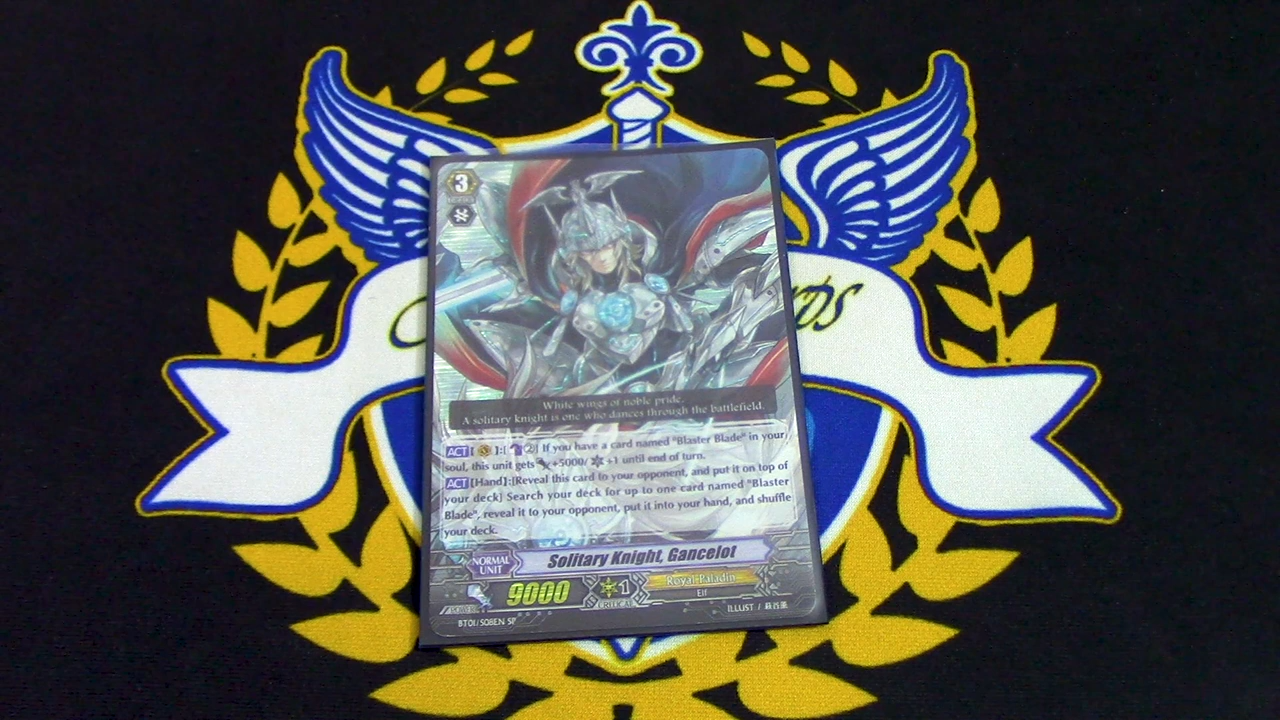 3
White wings of noble pride.
A solitary knight is one who dances through the battlefield.
ACT [ ]:[ 2] If you have a card named "Blaster Blade" in your
soul, this unit gets +5000/ +1 until end of turn.
ACT [Hand]:[Reveal this card to your opponent, and put it on top of
your deck] Search your deck for up to one card named "Blaster
Blade", reveal it to your opponent, put it into your hand, and shuffle
your deck.
NORMAL
UNIT
Solitary Knight, Gancelot
9000
1
CRITICAL
Royal Paladin
Elf
BT01/S08EN SP
ILLUST / 萩谷薫